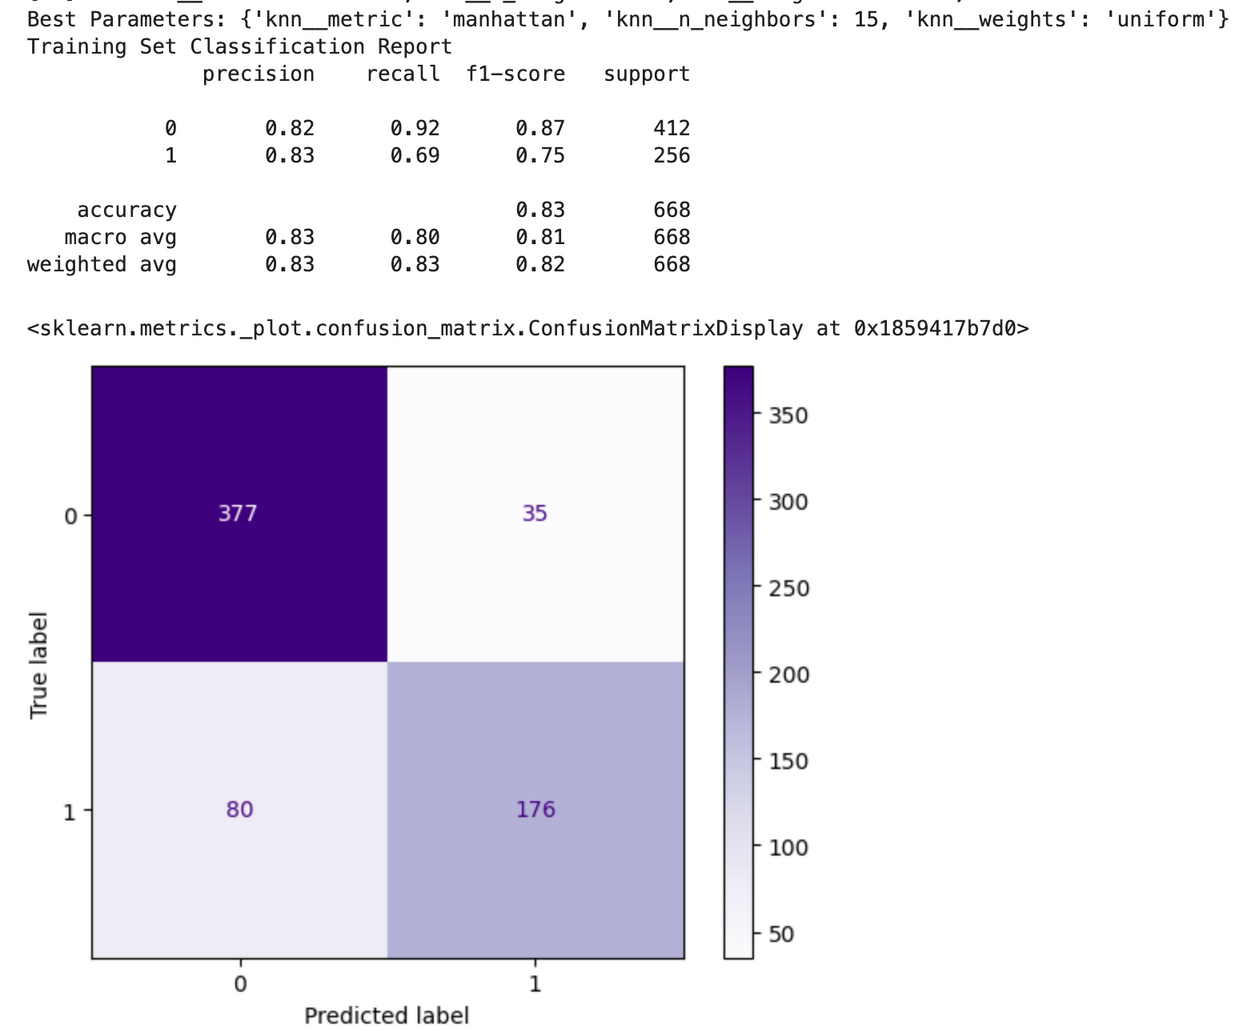 Best Parameters: {'knn__metric': 'manhattan', 'knn__n_neighbors': 15, 'knn__weights': 'uniform'}
Training Set Classification Report
precision recall f1-score support
0 0.82 0.92 0.87 412
1 0.83 0.69 0.75 256
accuracy 0.83 668
macro avg 0.83 0.80 0.81 668
weighted avg 0.83 0.83 0.82 668
<sklearn.metrics._plot.confusion_matrix.ConfusionMatrixDisplay at 0x1859417b7d0>
377 35
80 176
0
1
True label
0 1
Predicted label
350
300
250
200
150
100
50